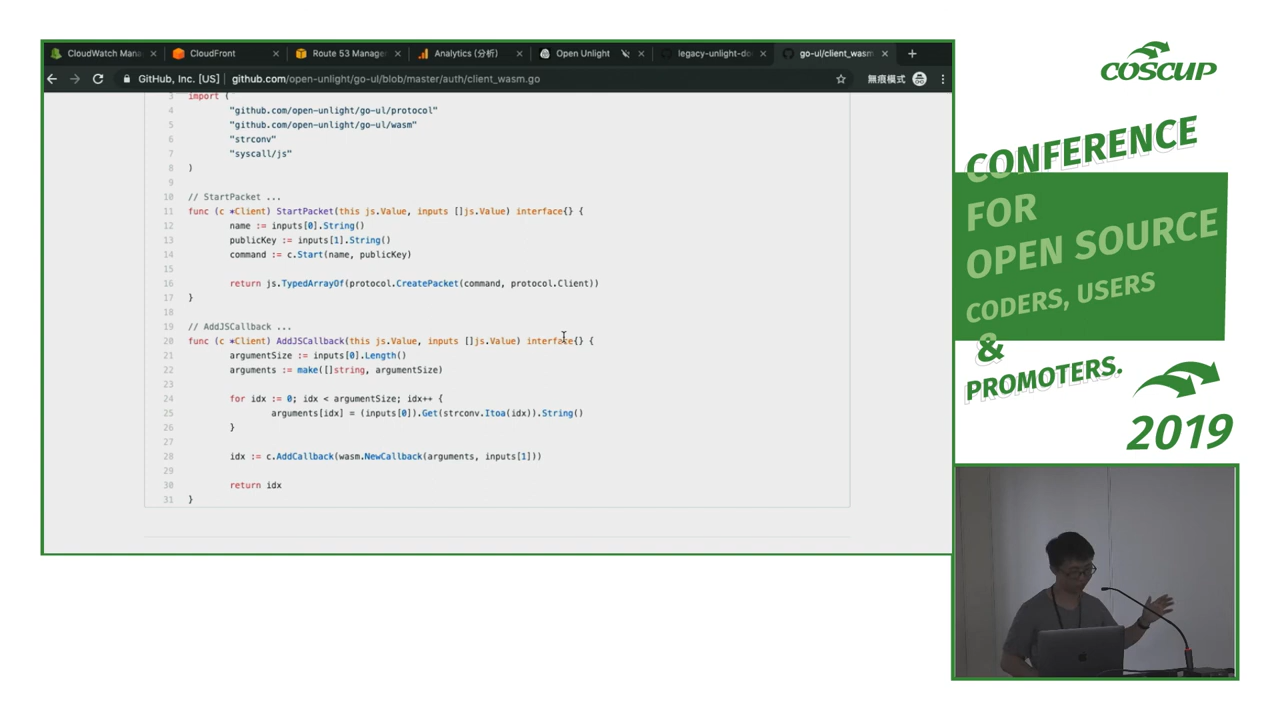 CloudWatch Mana
CloudFront
Route 53 Manage
Analytics (分析)
Open Unlight
legacy-unlight-do
go-ul/client_wasm
GitHub, Inc. [US]
github.com/open-unlight/go-ul/blob/master/auth/client_wasm.go
無痕模式
3 import (
4 "github.com/open-unlight/go-ul/protocol"
5 "github.com/open-unlight/go-ul/wasm"
6 "strconv"
7 "syscall/js"
8 )
9
10 // StartPacket ...
11 func (c *Client) StartPacket(this js.Value, inputs []js.Value) interface{} {
12 name := inputs[0].String()
13 publicKey := inputs[1].String()
14 command := c.Start(name, publicKey)
15
16 return js.TypedArrayOf(protocol.CreatePacket(command, protocol.Client))
17 }
18
19 // AddJSCallback ...
20 func (c *Client) AddJSCallback(this js.Value, inputs []js.Value) interface{} {
21 argumentSize := inputs[0].Length()
22 arguments := make([]string, argumentSize)
23
24 for idx := 0; idx < argumentSize; idx++ {
25 arguments[idx] = (inputs[0]).Get(strconv.Itoa(idx)).String()
26 }
27
28 idx := c.AddCallback(wasm.NewCallback(arguments, inputs[1]))
29
30 return idx
31 }
COSCUP
CONFERENCE
FOR
OPEN SOURCE
CODERS, USERS
&
PROMOTERS.
2019